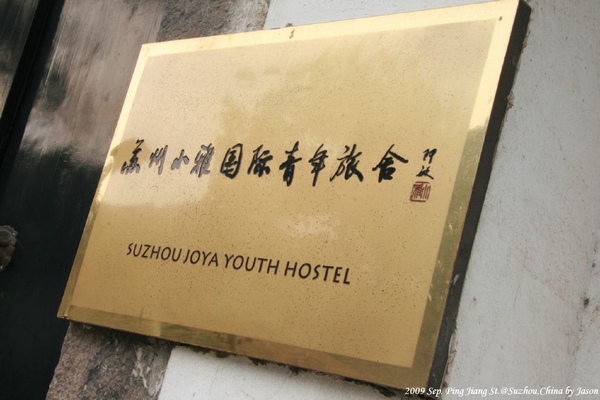 苏州小雅国际青年旅舍
SUZHOU JOYA YOUTH HOSTEL
2009 Sep. Ping Jiang St.@Suzhou,China by Jason